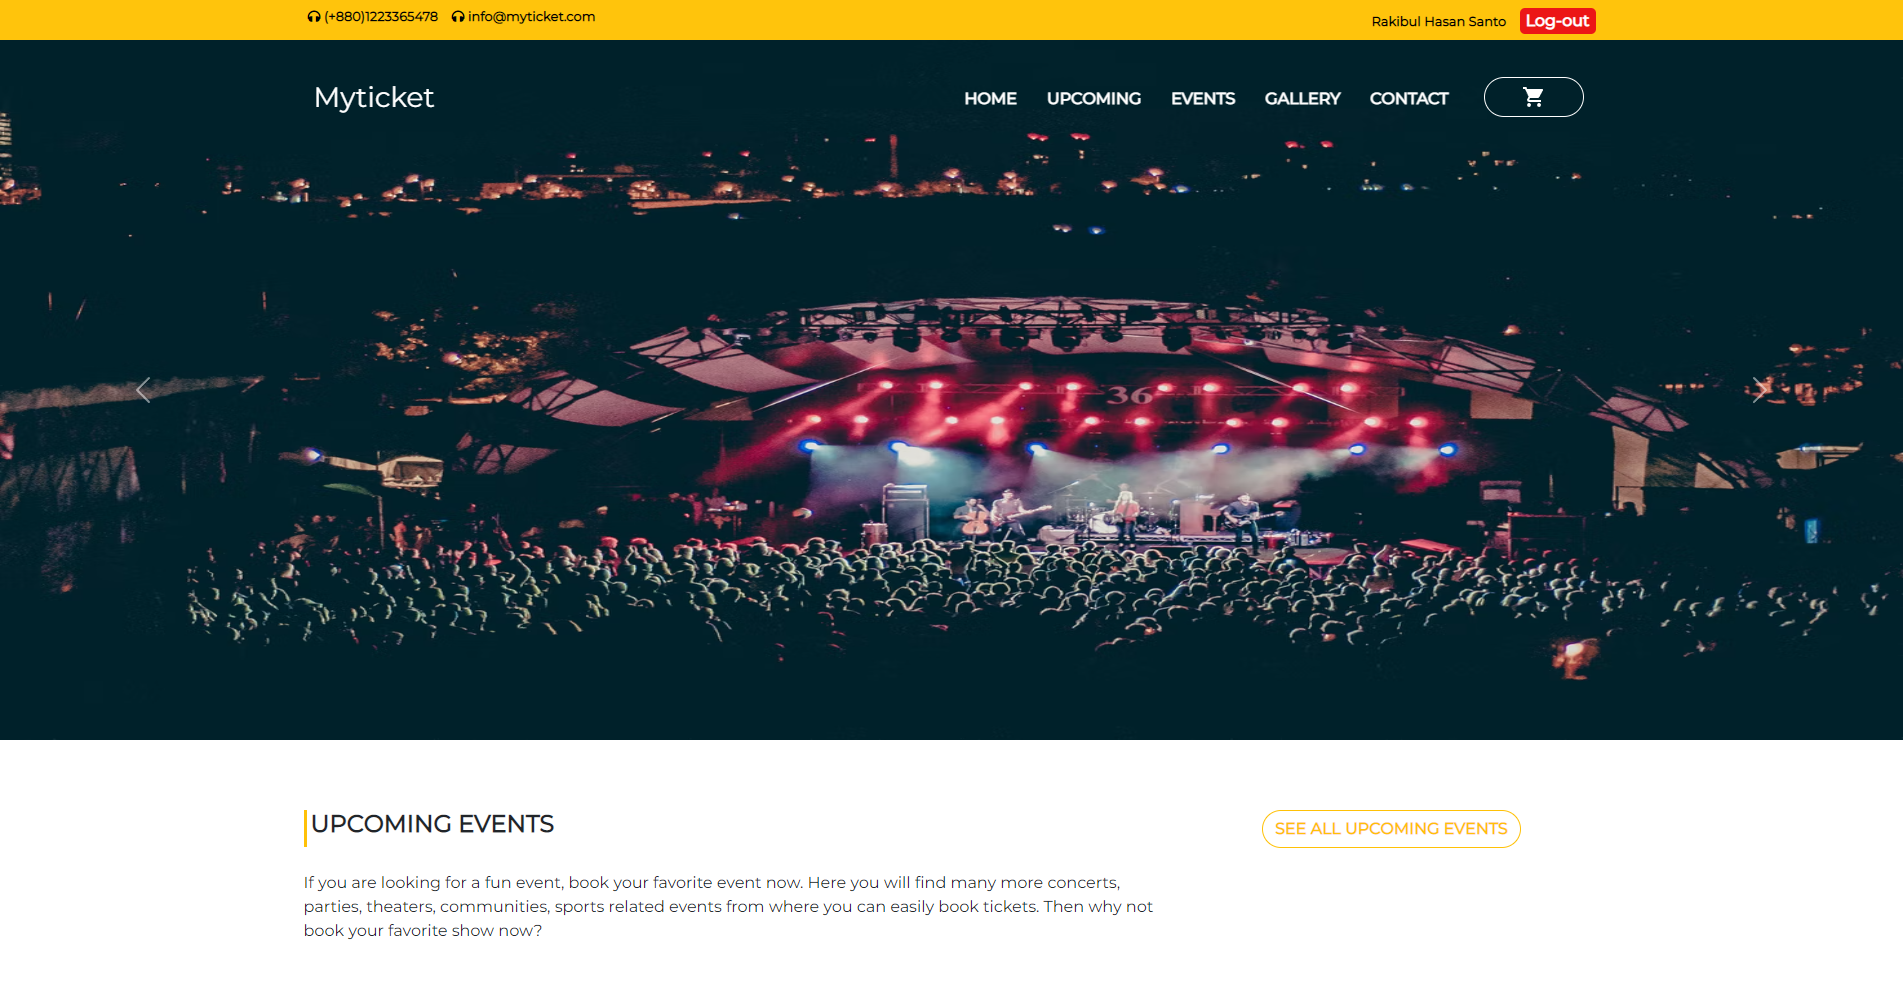 (+880)1223365478 info@myticket.com
Rakibul Hasan Santo Log-out
Myticket
HOME UPCOMING EVENTS GALLERY CONTACT
36
UPCOMING EVENTS
SEE ALL UPCOMING EVENTS
If you are looking for a fun event, book your favorite event now. Here you will find many more concerts,
parties, theaters, communities, sports related events from where you can easily book tickets. Then why not
book your favorite show now?